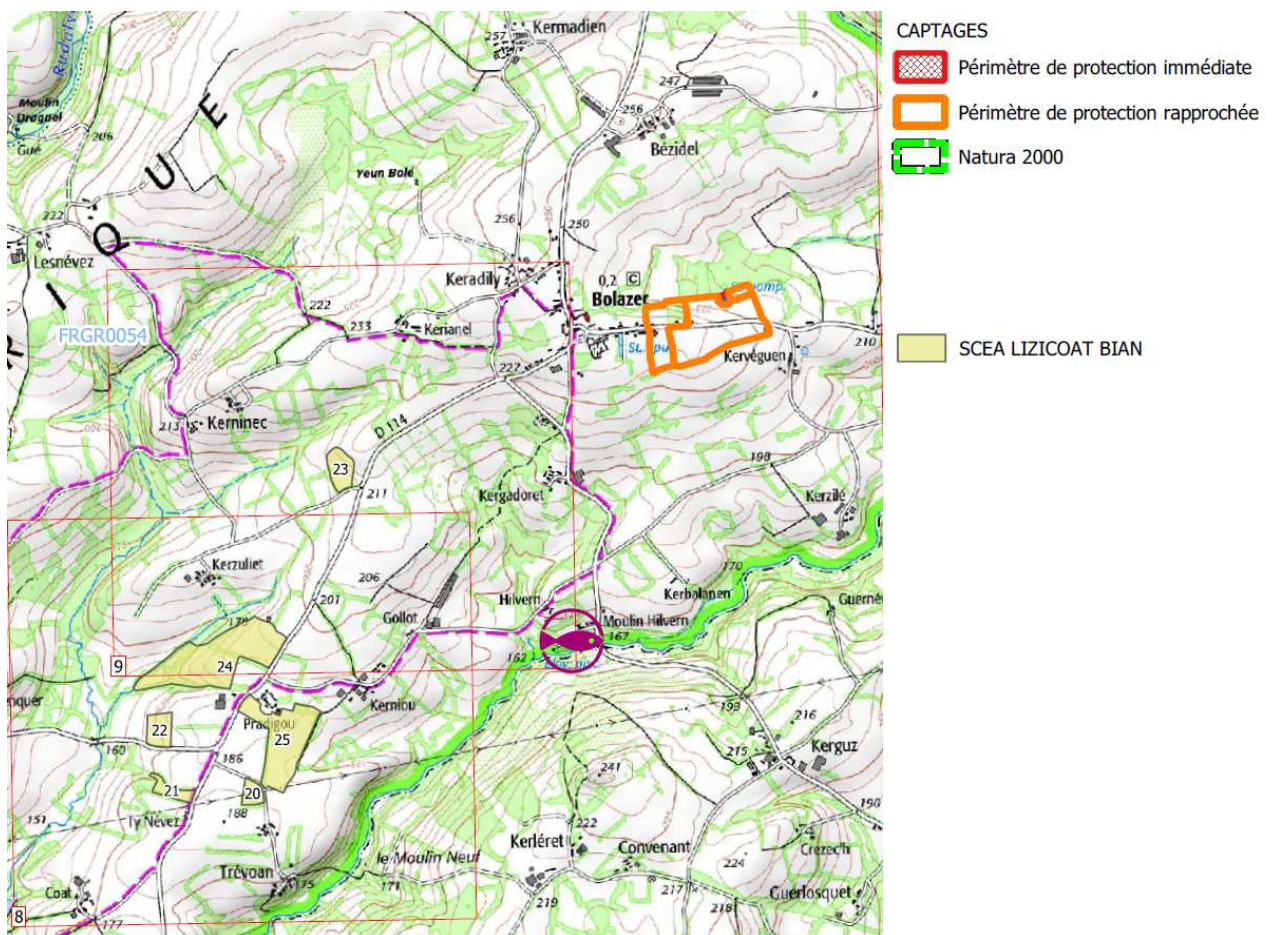 CAPTAGES
Périmètre de protection immédiate
Périmètre de protection rapprochée
Natura 2000
SCEA LIZICOAT BIAN
Kermadien
257
247
256
Bézidel
Moulin
Dragnel
Gué
206
I Q U E
Yeun Bolé
256
250
222
Lesnévez
Keradily
0,2 C
Bolazer
222
233
Kerianel
FRGR0054
Kervéguen
210
227
213
Kerninec
D 114
23
211
198
Kergadoret
Kerzilé
Kerzuliet
206
201
170
Kerbalanen
Hilvern
Gollot
Moulin Hilvern
167
162
24
9
Kerniou
199
216
Pradigou
25
22
160
186
215
Kerguz
241
21
20
188
190
151
Ty Névez
222
Kerléret
Convenant
Crezec'h
le Moulin Neuf
171
224
Trévoan
175
217
Guerlosquet
Coat
219
218
8
177